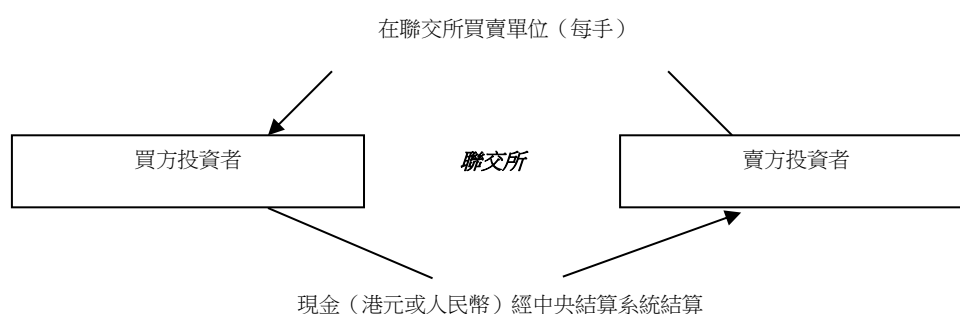 在聯交所買賣單位（每手）
買方投資者
聯交所
賣方投資者
現金（港元或人民幣）經中央結算系統結算